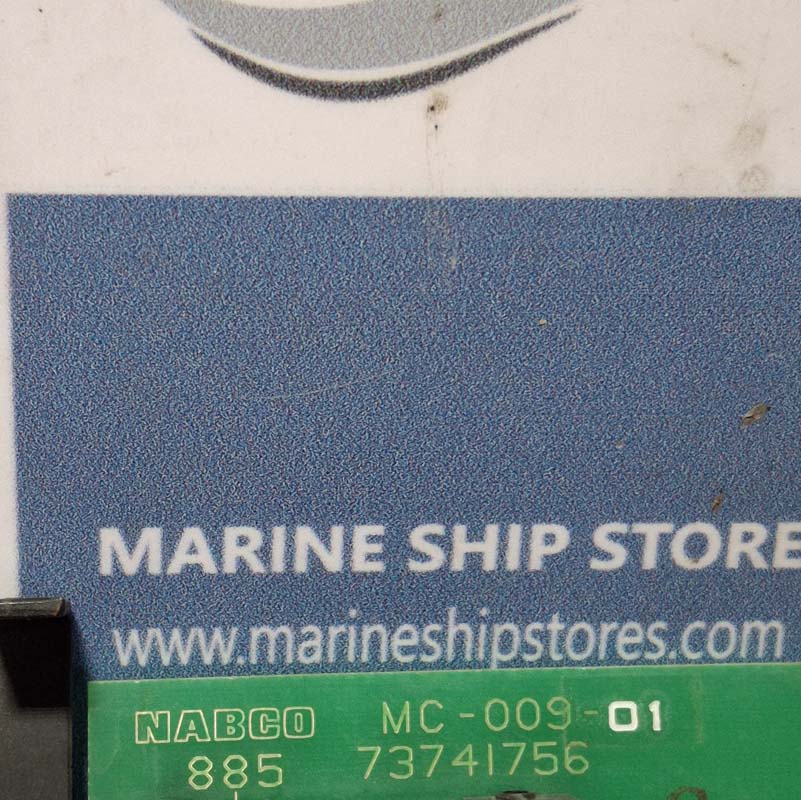 MARINE SHIP STORE
www.marineshipstores.com
NABCO MC-009-01
885 73741756